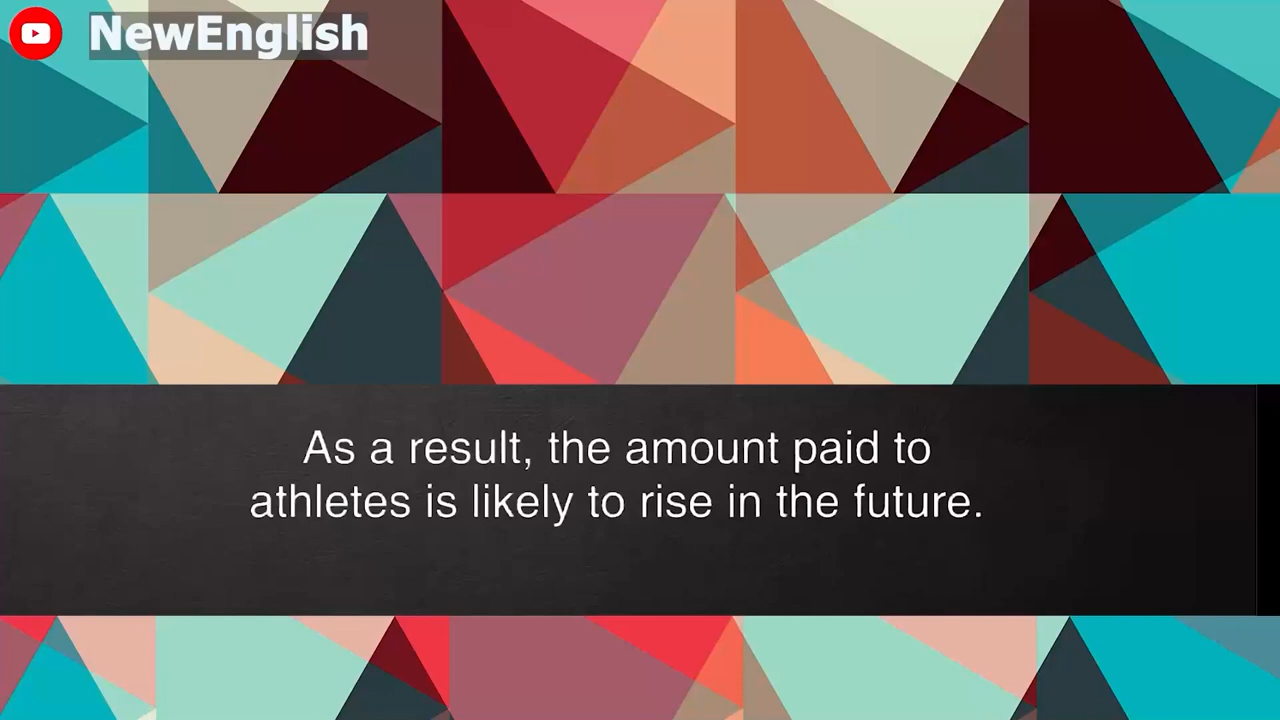 NewEnglish
As a result, the amount paid to
athletes is likely to rise in the future.